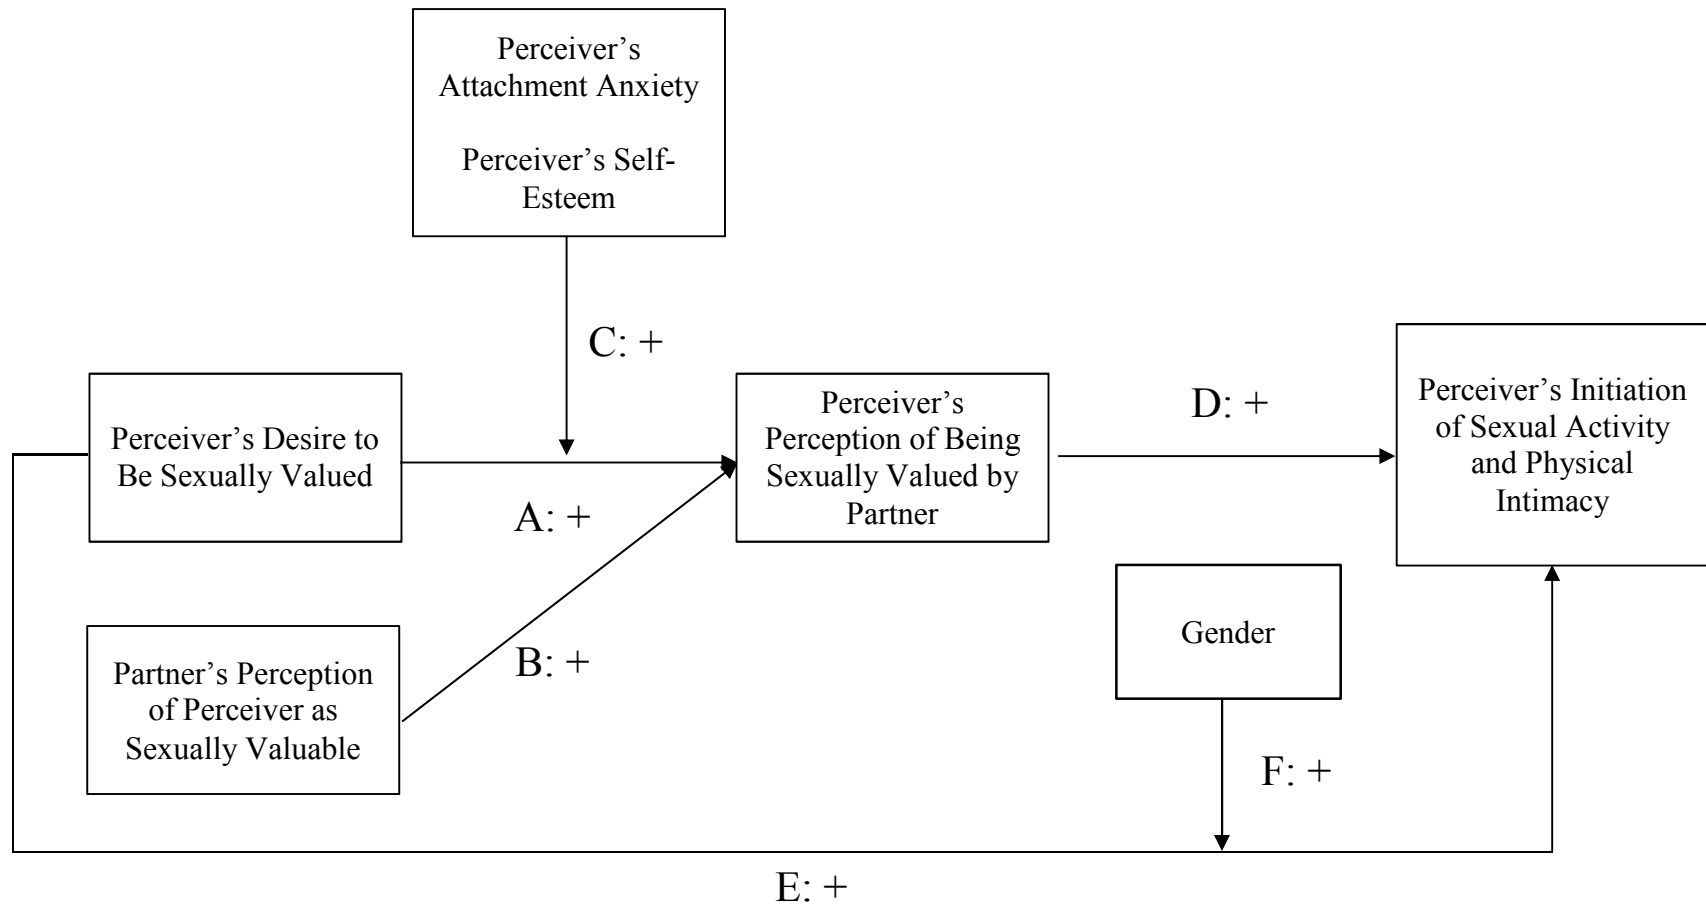 Perceiver’s
Attachment Anxiety
Perceiver’s Self-
Esteem
C: +
Perceiver’s Desire to
Be Sexually Valued
A: +
Perceiver’s
Perception of Being
Sexually Valued by
Partner
D: +
Perceiver’s Initiation
of Sexual Activity
and Physical
Intimacy
Partner’s Perception
of Perceiver as
Sexually Valuable
B: +
Gender
F: +
E: +